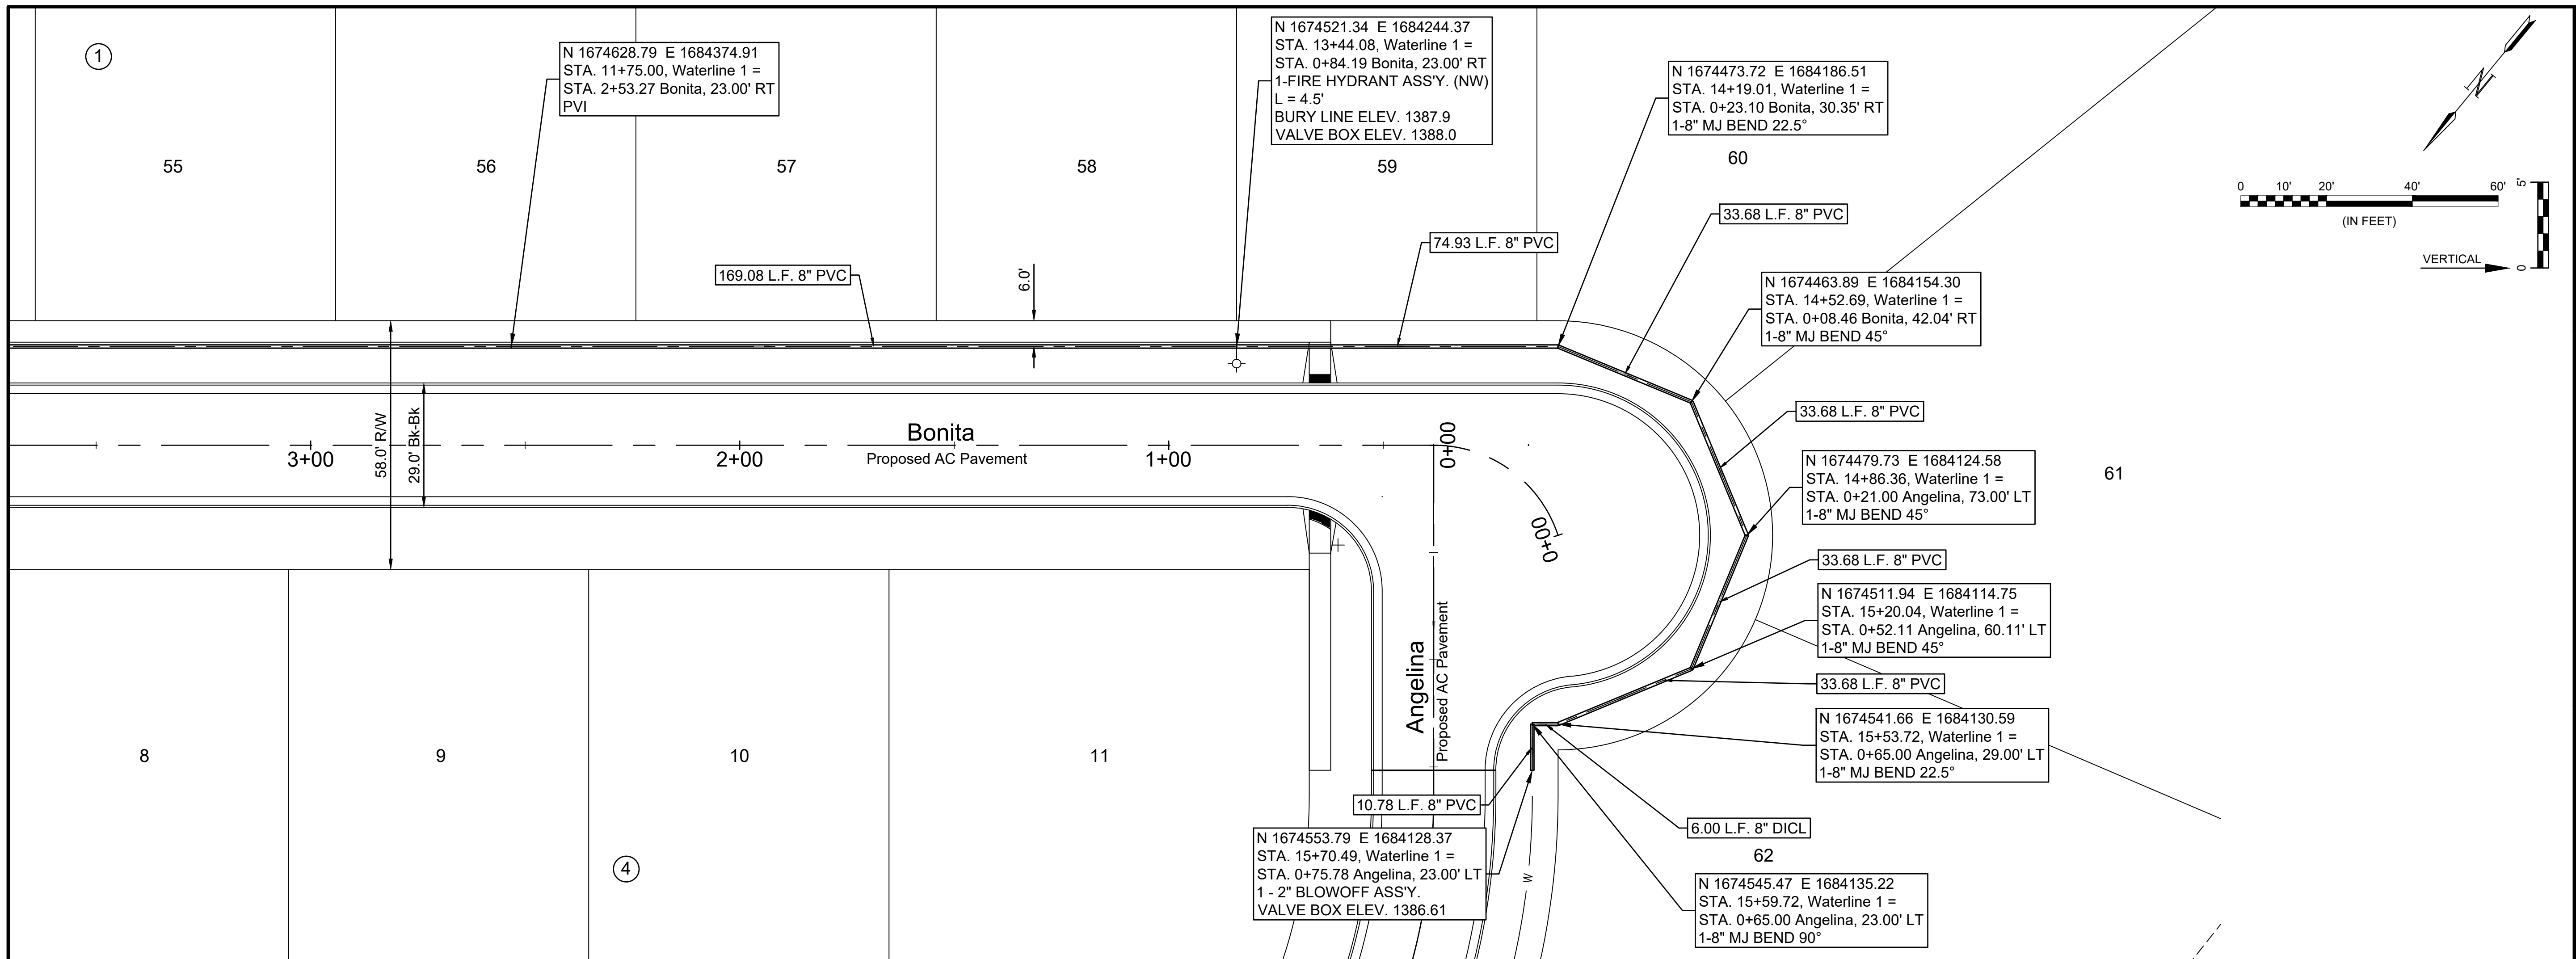 1
N 1674628.79 E 1684374.91
STA. 11+75.00, Waterline 1 =
STA. 2+53.27 Bonita, 23.00' RT
PVI
N 1674521.34 E 1684244.37
STA. 13+44.08, Waterline 1 =
STA. 0+84.19 Bonita, 23.00' RT
1-FIRE HYDRANT ASS'Y. (NW)
L = 4.5'
BURY LINE ELEV. 1387.9
VALVE BOX ELEV. 1388.0
N 1674473.72 E 1684186.51
STA. 14+19.01, Waterline 1 =
STA. 0+23.10 Bonita, 30.35' RT
1-8" MJ BEND 22.5°
N
55
56
57
58
59
60
0 10' 20' 40' 60'
(IN FEET)
5'
0
VERTICAL
33.68 L.F. 8" PVC
74.93 L.F. 8" PVC
169.08 L.F. 8" PVC
6.0'
N 1674463.89 E 1684154.30
STA. 14+52.69, Waterline 1 =
STA. 0+08.46 Bonita, 42.04' RT
1-8" MJ BEND 45°
33.68 L.F. 8" PVC
58.0' R/W
29.0' Bk-Bk
3+00
2+00
Bonita
Proposed AC Pavement
1+00
0+00
0+00
N 1674479.73 E 1684124.58
STA. 14+86.36, Waterline 1 =
STA. 0+21.00 Angelina, 73.00' LT
1-8" MJ BEND 45°
61
33.68 L.F. 8" PVC
N 1674511.94 E 1684114.75
STA. 15+20.04, Waterline 1 =
STA. 0+52.11 Angelina, 60.11' LT
1-8" MJ BEND 45°
33.68 L.F. 8" PVC
Angelina
Proposed AC Pavement
N 1674541.66 E 1684130.59
STA. 15+53.72, Waterline 1 =
STA. 0+65.00 Angelina, 29.00' LT
1-8" MJ BEND 22.5°
8
9
10
11
10.78 L.F. 8" PVC
6.00 L.F. 8" DICL
62
N 1674553.79 E 1684128.37
STA. 15+70.49, Waterline 1 =
STA. 0+75.78 Angelina, 23.00' LT
1 - 2" BLOWOFF ASS'Y.
VALVE BOX ELEV. 1386.61
W
4
N 1674545.47 E 1684135.22
STA. 15+59.72, Waterline 1 =
STA. 0+65.00 Angelina, 23.00' LT
1-8" MJ BEND 90°